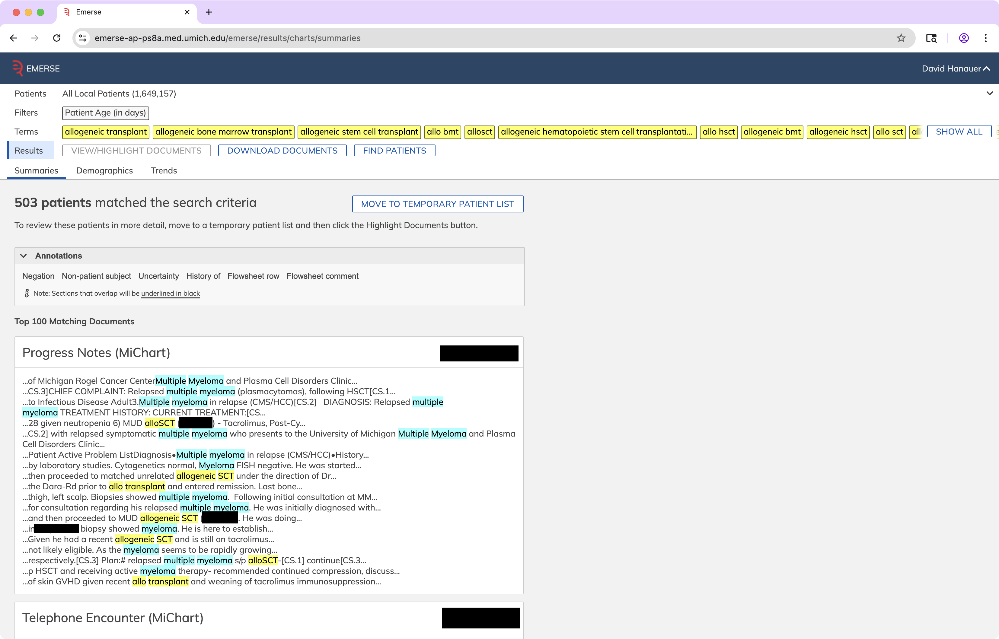 Emerse
emerse-ap-ps8a.med.umich.edu/emerse/results/charts/summaries
EMERSE
David Hanauer
Patients All Local Patients (1,649,157)
Filters Patient Age (in days)
Terms allogeneic transplant allogeneic bone marrow transplant allogeneic stem cell transplant allo bmt allosct allogeneic hematopoietic stem cell transplantati... allo hsct allogeneic bmt allogeneic hsct allo sct SHOW ALL
Results VIEW/HIGHLIGHT DOCUMENTS DOWNLOAD DOCUMENTS FIND PATIENTS
Summaries Demographics Trends
503 patients matched the search criteria MOVE TO TEMPORARY PATIENT LIST
To review these patients in more detail, move to a temporary patient list and then click the Highlight Documents button.
Annotations
Negation Non-patient subject Uncertainty History of Flowsheet row Flowsheet comment
i Note: Sections that overlap will be underlined in black
Top 100 Matching Documents
Progress Notes (MiChart)
...of Michigan Rogel Cancer CenterMultiple Myeloma and Plasma Cell Disorders Clinic...
...CS.3]CHIEF COMPLAINT: Relapsed multiple myeloma (plasmacytomas), following HSCT[CS.1...
...to Infectious Disease Adult3.Multiple myeloma in relapse (CMS/HCC)[CS.2] DIAGNOSIS: Relapsed multiple
myeloma TREATMENT HISTORY: CURRENT TREATMENT:[CS...
...28 given neutropenia 6) MUD alloSCT ( ) - Tacrolimus, Post-Cy...
...CS.2] with relapsed symptomatic multiple myeloma who presents to the University of Michigan Multiple Myeloma and Plasma
Cell Disorders Clinic...
...Patient Active Problem ListDiagnosis•Multiple myeloma in relapse (CMS/HCC)•History...
...by laboratory studies. Cytogenetics normal, Myeloma FISH negative. He was started...
...then proceeded to matched unrelated allogeneic SCT under the direction of Dr...
...the Dara-Rd prior to allo transplant and entered remission. Last bone...
...thigh, left scalp. Biopsies showed multiple myeloma. Following initial consultation at MM...
...for consultation regarding his relapsed multiple myeloma. He was initially diagnosed with...
...and then proceeded to MUD allogeneic SCT ( . He was doing...
...in biopsy showed myeloma. He is here to establish...
...Given he had a recent allogeneic SCT and is still on tacrolimus...
...not likely eligible. As the myeloma seems to be rapidly growing...
...respectively.[CS.3] Plan:# relapsed multiple myeloma s/p alloSCT-[CS.1] continue[CS.3...
...p HSCT and receiving active myeloma therapy- recommended continued compression, discuss...
...of skin GVHD given recent allo transplant and weaning of tacrolimus immunosuppression...
Telephone Encounter (MiChart)